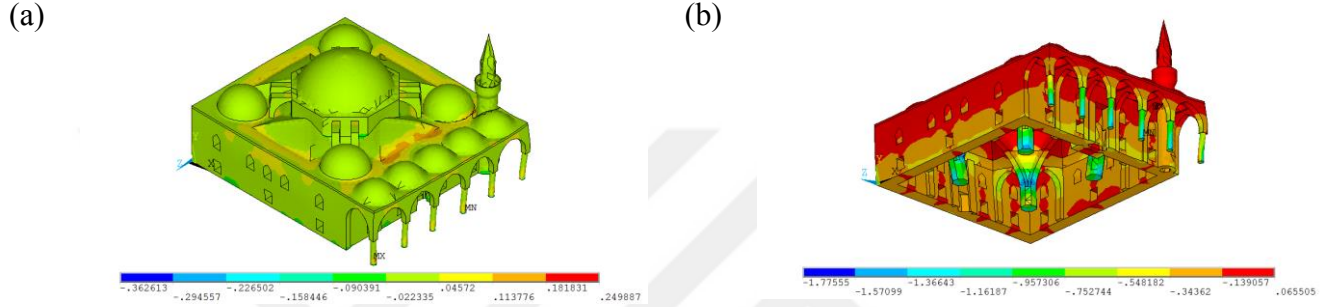 (a)
(b)
MN
MX
-.362613 -.226502 -.090391 .04572 .181831
-.294557 -.158446 -.022335 .113776 .249887
-1.77555 -1.36643 -.957306 -.548182 -.139057
-1.57099 -1.16187 -.752744 -.34362 .065505